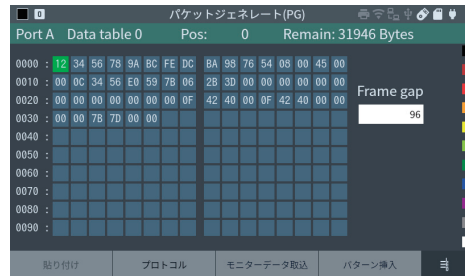 0 パケットジェネレート(PG)
Port A Data table 0 Pos: 0 Remain: 31946 Bytes
0000 : 12 34 56 78 9A BC FE DC BA 98 76 54 08 00 45 00
0010 : 00 0C 34 56 E0 59 7B 06 2B 3D 00 00 00 00 00 00
0020 : 00 00 00 00 00 00 00 0F 42 40 00 0F 42 40 00 00
0030 : 00 00 7B 7D 00 00
0040 :
0050 :
0060 :
0070 :
0080 :
0090 :
Frame gap
96
貼り付け プロトコル モニターデータ取込 パターン挿入